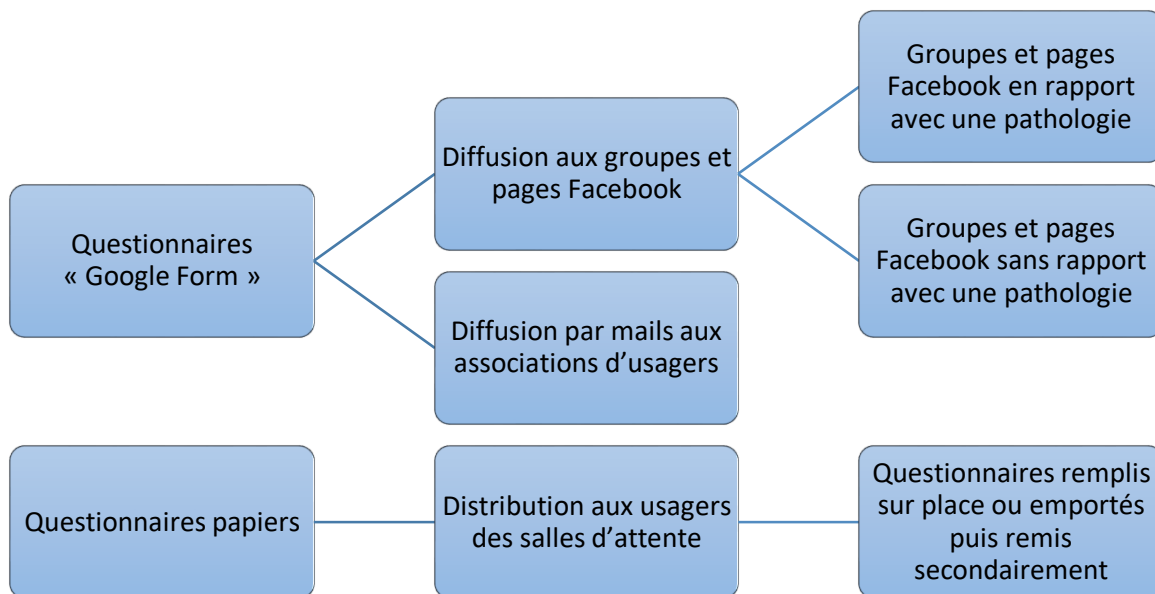 Questionnaires
« Google Form »
Diffusion aux groupes et
pages Facebook
Groupes et pages
Facebook en rapport
avec une pathologie
Groupes et pages
Facebook sans rapport
avec une pathologie
Diffusion par mails aux
associations d’usagers
Questionnaires papiers
Distribution aux usagers
des salles d’attente
Questionnaires remplis
sur place ou emportés
puis remis
secondairement